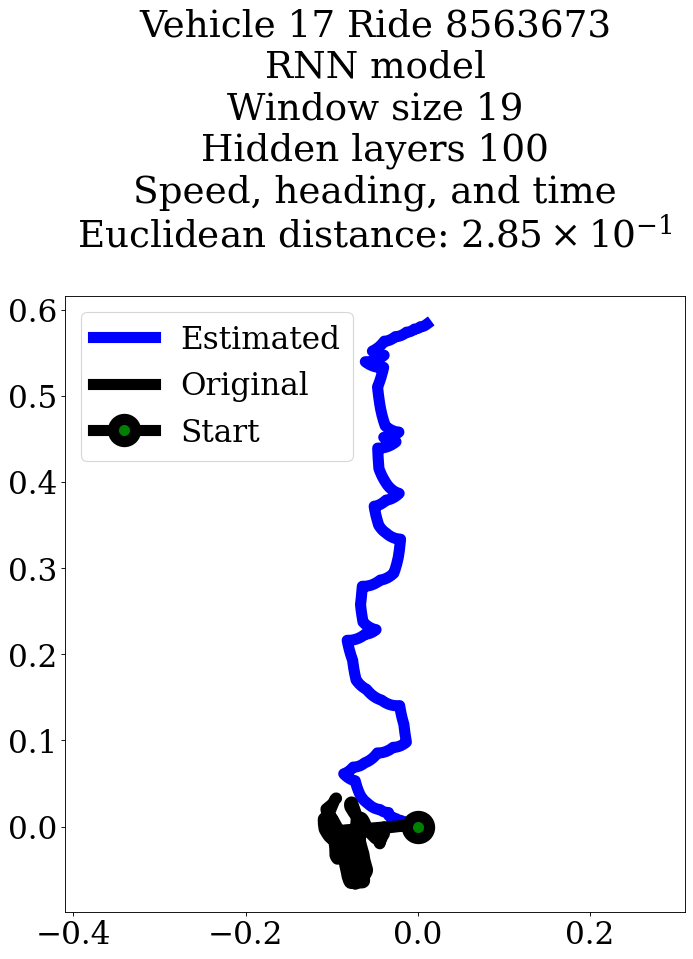 Vehicle 17 Ride 8563673
RNN model
Window size 19
Hidden layers 100
Speed, heading, and time
Euclidean distance: 2.85 × 10⁻¹
Estimated
Original
Start
0.6
0.5
0.4
0.3
0.2
0.1
0.0
−0.4 −0.2 0.0 0.2